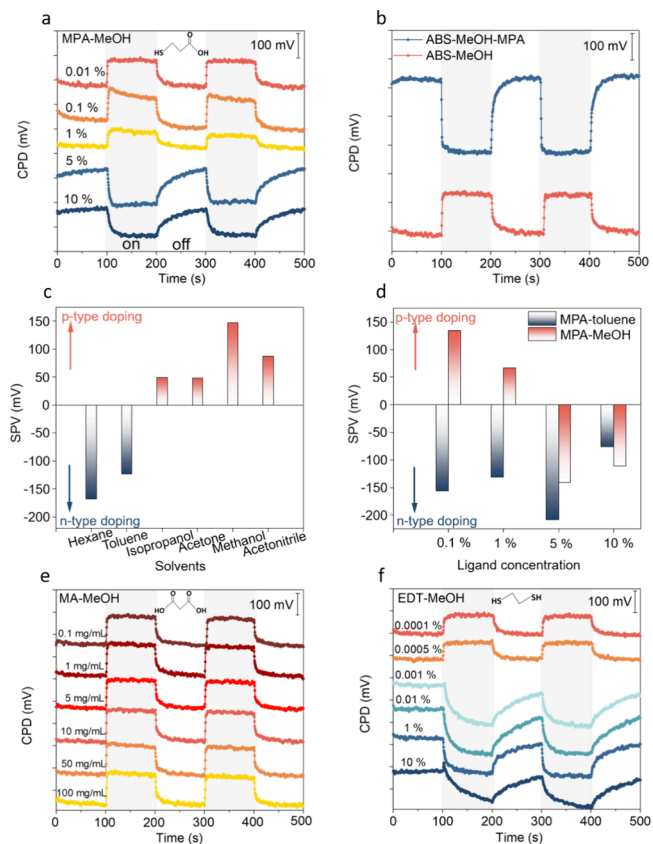 a
MPA-MeOH
HS
O
OH
100 mV
0.01 %
0.1 %
1 %
5 %
10 %
on
off
CPD (mV)
0 100 200 300 400 500
Time (s)
b
ABS-MeOH-MPA
ABS-MeOH
100 mV
CPD (mV)
0 100 200 300 400 500
Time (s)
c
p-type doping
150
100
50
0
-50
-100
-150
-200
SPV (mV)
n-type doping
Hexane
Toluene
Isopropanol
Acetone
Methanol
Acetonitrile
Solvents
d
p-type doping
MPA-toluene
MPA-MeOH
150
100
50
0
-50
-100
-150
-200
SPV (mV)
n-type doping
0.1 % 1 % 5 % 10 %
Ligand concentration
e
MA-MeOH
O O
HO OH
100 mV
0.1 mg/mL
1 mg/mL
5 mg/mL
10 mg/mL
50 mg/mL
100 mg/mL
CPD (mV)
0 100 200 300 400 500
Time (s)
f
EDT-MeOH
HS
SH
100 mV
0.0001 %
0.0005 %
0.001 %
0.01 %
1 %
10 %
CPD (mV)
0 100 200 300 400 500
Time (s)